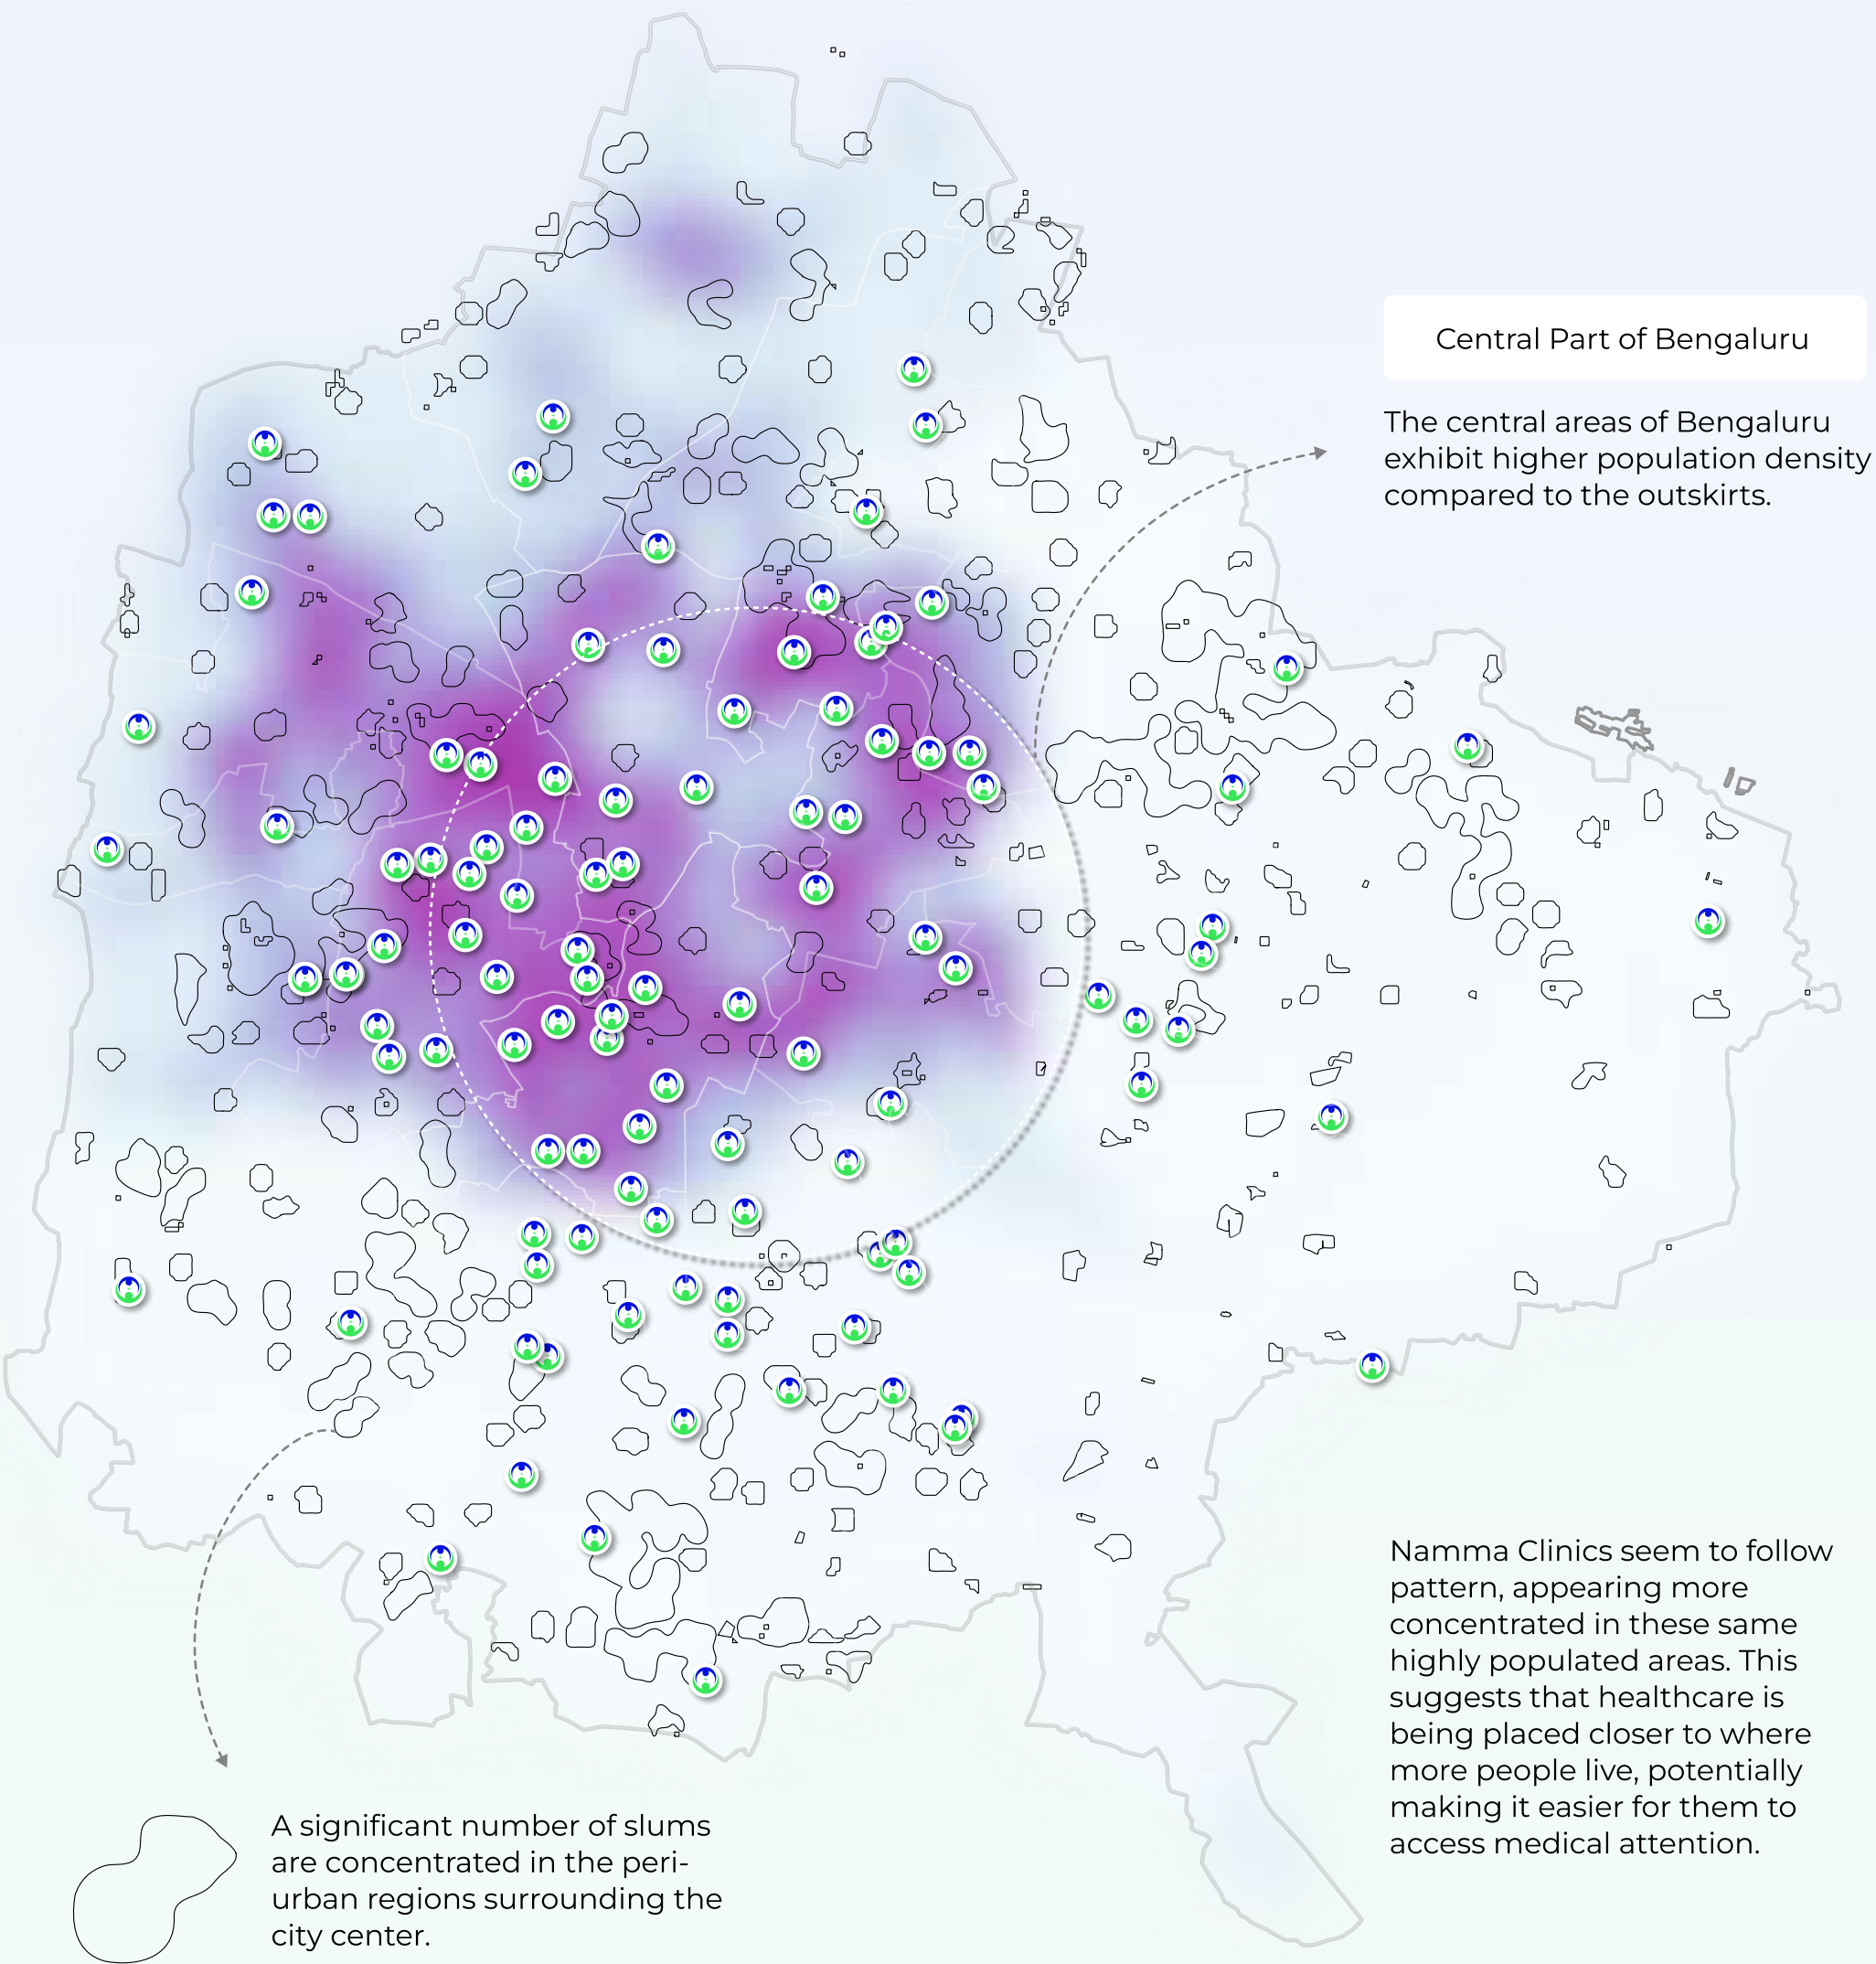 Central Part of Bengaluru
The central areas of Bengaluru
exhibit higher population density
compared to the outskirts.
Namma Clinics seem to follow
pattern, appearing more
concentrated in these same
highly populated areas. This
suggests that healthcare is
being placed closer to where
more people live, potentially
making it easier for them to
access medical attention.
A significant number of slums
are concentrated in the peri-
urban regions surrounding the
city center.